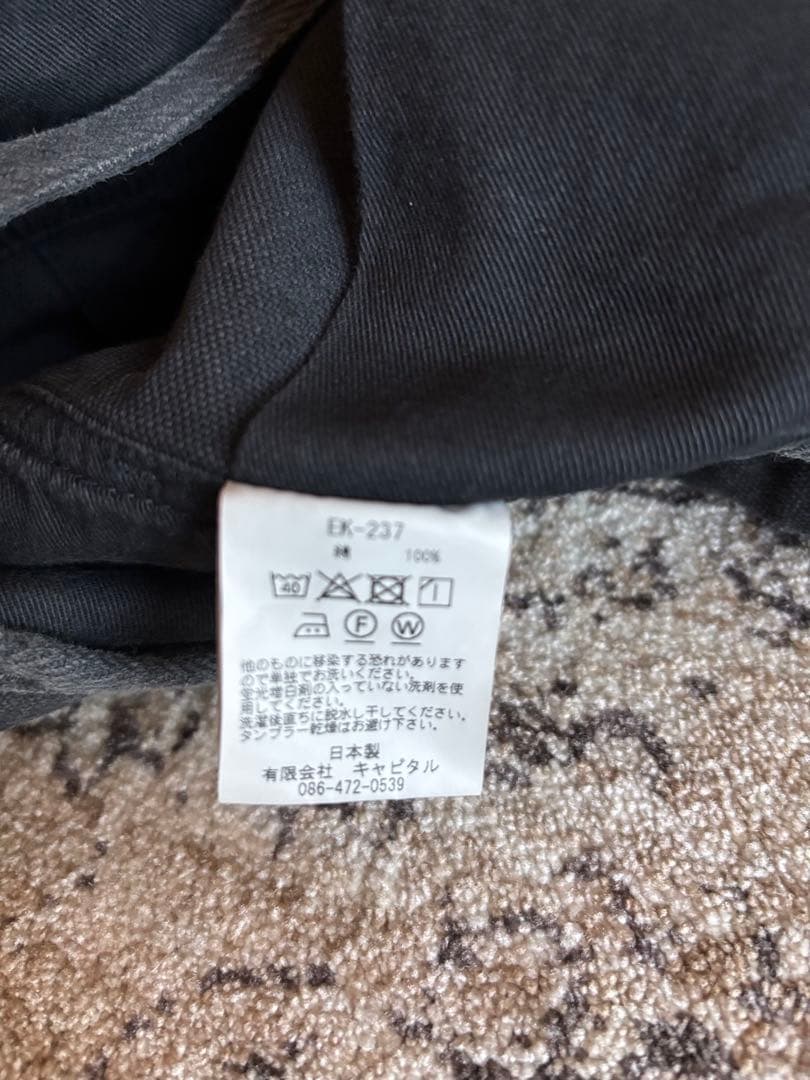 EK-237
綿 100%
40
F W
他のものに移染する恐れがあります
ので単独でお洗いください。
蛍光増白剤の入っていない洗剤を使
用してください。
洗濯後直ちに脱水し干してください。
タンブラー乾燥はお避け下さい。
日本製
有限会社 キャピタル
086-472-0539